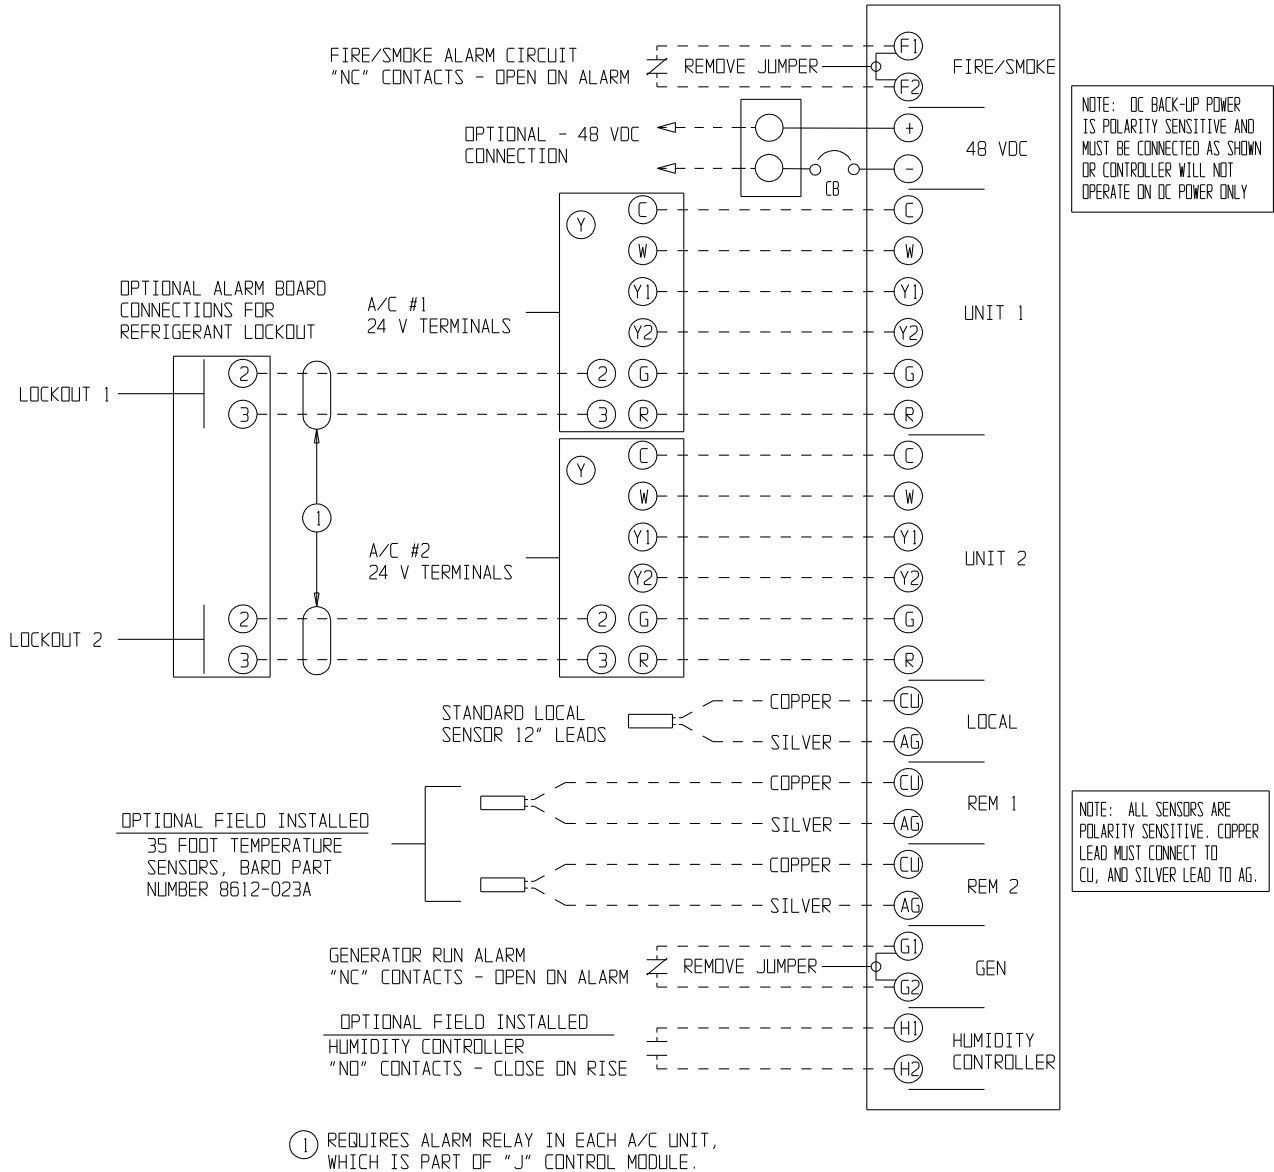 FIRE/SMOKE ALARM CIRCUIT
"NC" CONTACTS - OPEN ON ALARM
REMOVE JUMPER
F1
F2
FIRE/SMOKE
OPTIONAL - 48 VDC
CONNECTION
CB
+
-
48 VDC
NOTE: DC BACK-UP POWER
IS POLARITY SENSITIVE AND
MUST BE CONNECTED AS SHOWN
OR CONTROLLER WILL NOT
OPERATE ON DC POWER ONLY
OPTIONAL ALARM BOARD
CONNECTIONS FOR
REFRIGERANT LOCKOUT
LOCKOUT 1
2
3
A/C #1
24 V TERMINALS
Y
C
W
Y1
Y2
2 G
3 R
C
W
Y1
Y2
G
R
UNIT 1
1
LOCKOUT 2
2
3
A/C #2
24 V TERMINALS
Y
C
W
Y1
Y2
2 G
3 R
C
W
Y1
Y2
G
R
UNIT 2
STANDARD LOCAL
SENSOR 12" LEADS
COPPER CU
SILVER AG
LOCAL
OPTIONAL FIELD INSTALLED
35 FOOT TEMPERATURE
SENSORS, BARD PART
NUMBER 8612-023A
COPPER CU
SILVER AG
REM 1
COPPER CU
SILVER AG
REM 2
NOTE: ALL SENSORS ARE
POLARITY SENSITIVE. COPPER
LEAD MUST CONNECT TO
CU, AND SILVER LEAD TO AG.
GENERATOR RUN ALARM
"NC" CONTACTS - OPEN ON ALARM
REMOVE JUMPER
G1
G2
GEN
OPTIONAL FIELD INSTALLED
HUMIDITY CONTROLLER
"NO" CONTACTS - CLOSE ON RISE
H1
H2
HUMIDITY
CONTROLLER
1 REQUIRES ALARM RELAY IN EACH A/C UNIT,
WHICH IS PART OF "J" CONTROL MODULE.